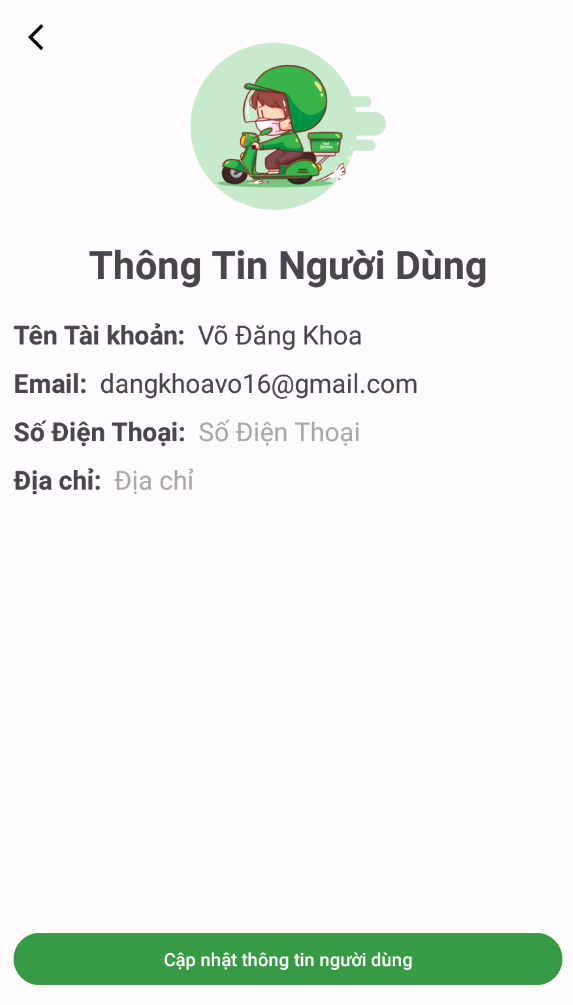 Thông Tin Người Dùng
Tên Tài khoản: Võ Đăng Khoa
Email: dangkhoavo16@gmail.com
Số Điện Thoại: Số Điện Thoại
Địa chỉ: Địa chỉ
Cập nhật thông tin người dùng